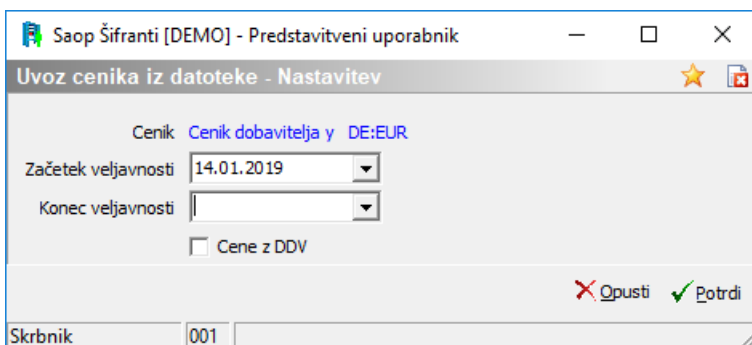 Saop Šifranti [DEMO] - Predstavitveni uporabnik
Uvoz cenika iz datoteke - Nastavitev
Cenik Cenik dobavitelja y DE:EUR
Začetek veljavnosti 14.01.2019
Konec veljavnosti
Cene z DDV
Opusti Potrdi
Skrbnik 001